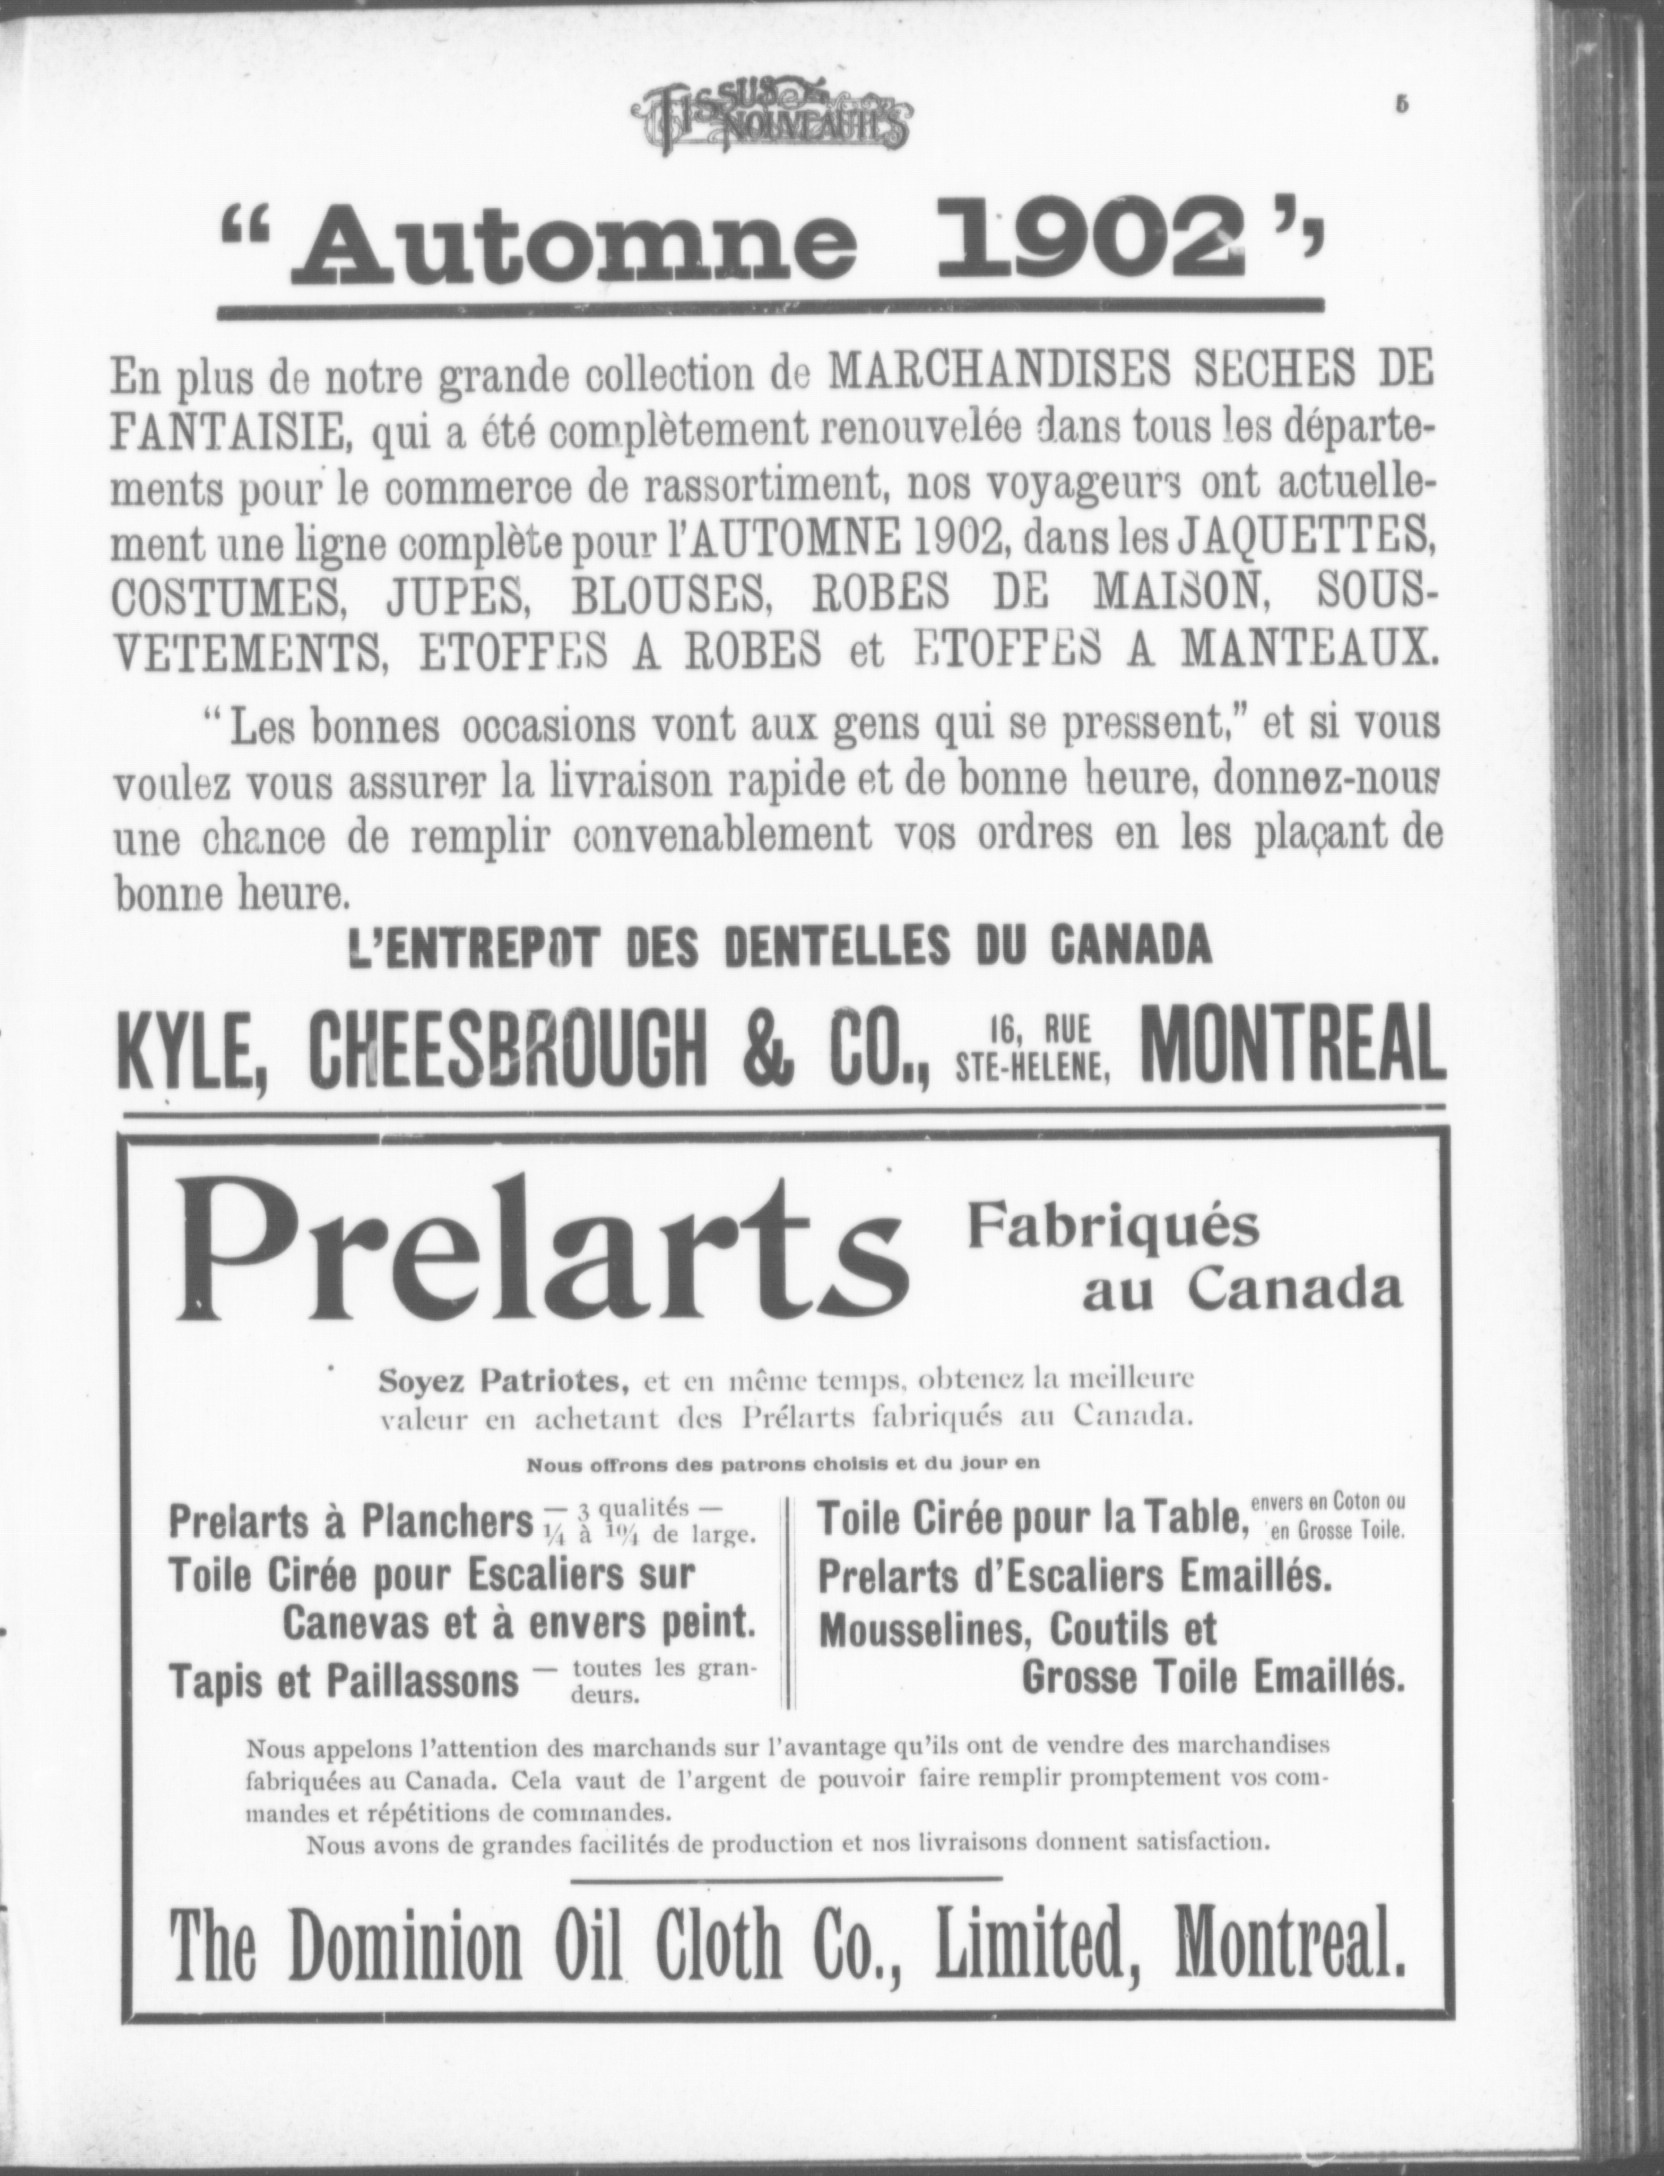 TISSUS & NOUVEAUTÉS
5
“ Automne 1902 ’,
En plus de notre grande collection de MARCHANDISES SECHES DE
FANTAISIE, qui a été complètement renouvelée dans tous les départe-
ments pour le commerce de rassortiment, nos voyageurs ont actuelle-
ment une ligne complète pour l’AUTOMNE 1902, dans les JAQUETTES,
COSTUMES, JUPES, BLOUSES, ROBES DE MAISON, SOUS-
VETEMENTS, ETOFFES A ROBES et ETOFFES A MANTEAUX.
“ Les bonnes occasions vont aux gens qui se pressent,” et si vous
voulez vous assurer la livraison rapide et de bonne heure, donnez-nous
une chance de remplir convenablement vos ordres en les plaçant de
bonne heure.
L’ENTREPOT DES DENTELLES DU CANADA
KYLE, CHEESBROUGH & CO., 16, RUE STE-HELENE, MONTREAL
Prelarts Fabriqués
au Canada
Soyez Patriotes, et en même temps, obtenez la meilleure
valeur en achetant des Prélarts fabriqués au Canada.
Nous offrons des patrons choisis et du jour en
Prelarts à Planchers — 3 qualités —
¼ à 10/4 de large.
Toile Cirée pour Escaliers sur
Canevas et à envers peint.
Tapis et Paillassons — toutes les gran-
deurs.
Toile Cirée pour la Table, envers en Coton ou
en Grosse Toile.
Prelarts d’Escaliers Emaillés.
Mousselines, Coutils et
Grosse Toile Emaillés.
Nous appelons l’attention des marchands sur l’avantage qu’ils ont de vendre des marchandises
fabriquées au Canada. Cela vaut de l’argent de pouvoir faire remplir promptement vos com-
mandes et répétitions de commandes.
Nous avons de grandes facilités de production et nos livraisons donnent satisfaction.
The Dominion Oil Cloth Co., Limited, Montreal.